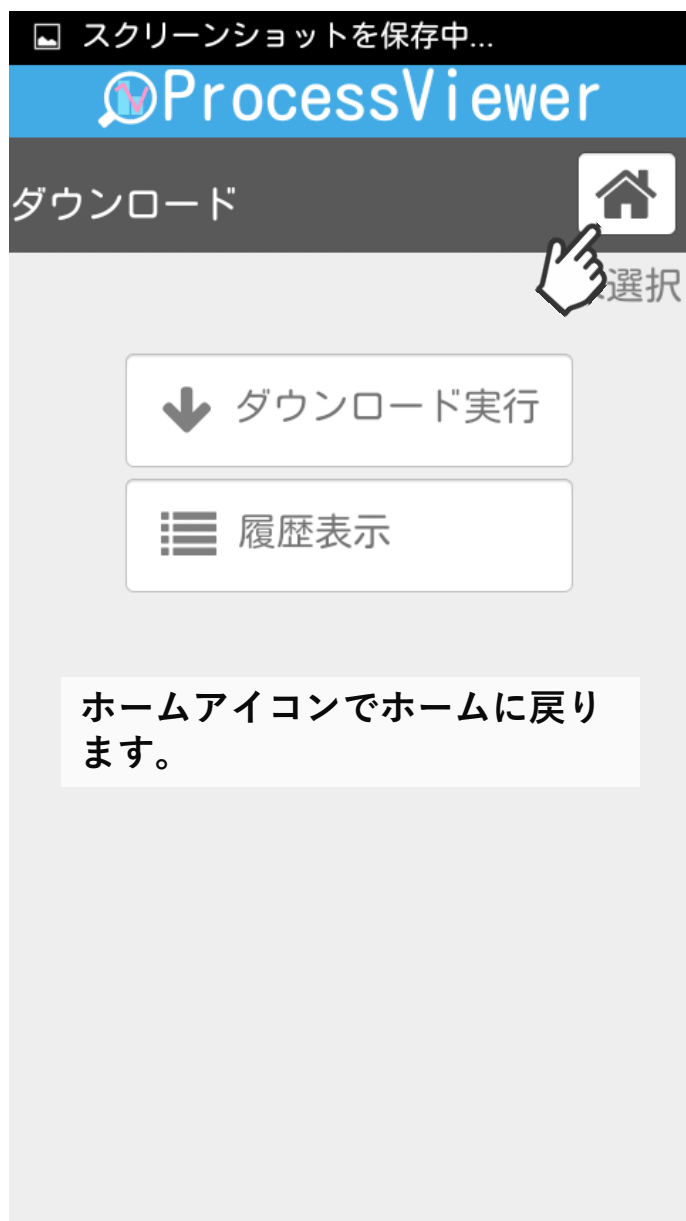 スクリーンショットを保存中...
ProcessViewer
ダウンロード
選択
ダウンロード実行
履歴表示
ホームアイコンでホームに戻り
ます。